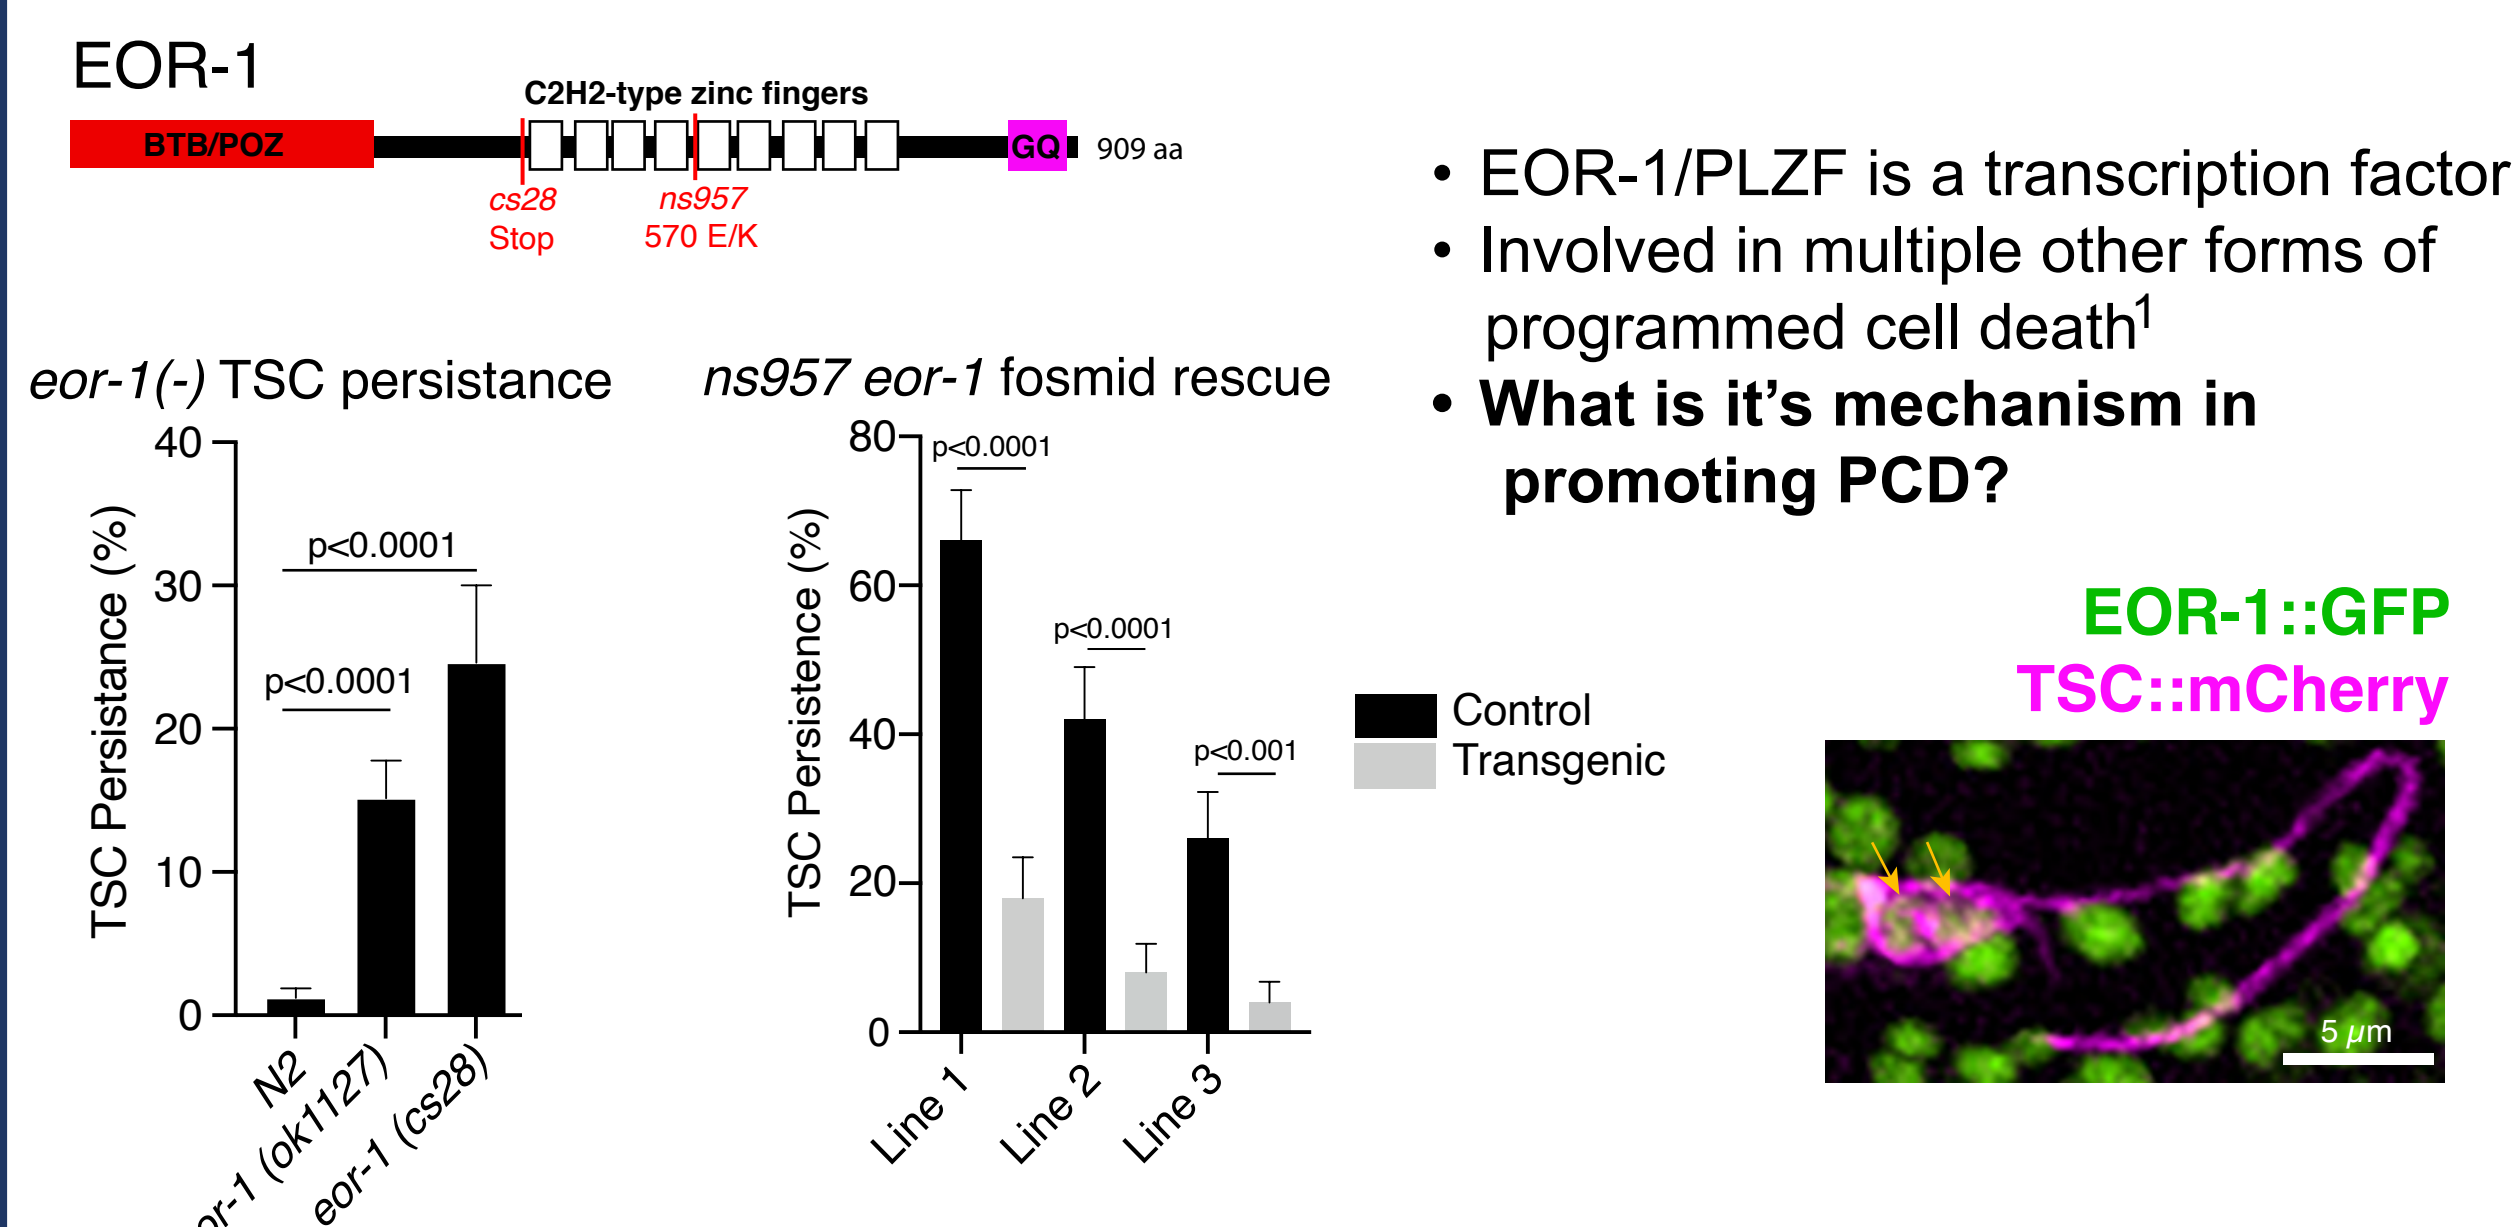 EOR-1
C2H2-type zinc fingers
BTB/POZ
GQ
909 aa
cs28
Stop
ns957
570 E/K
eor-1(-) TSC persistance
TSC Persistance (%)
40
30
20
10
0
p<0.0001
p<0.0001
N2
or-1 (ok1127)
eor-1 (cs28)
ns957 eor-1 fosmid rescue
TSC Persistence (%)
80
60
40
20
0
p<0.0001
p<0.0001
p<0.001
Line 1
Line 2
Line 3
Control
Transgenic
• EOR-1/PLZF is a transcription factor
• Involved in multiple other forms of
programmed cell death¹
• What is it’s mechanism in
promoting PCD?
EOR-1::GFP
TSC::mCherry
5 µm